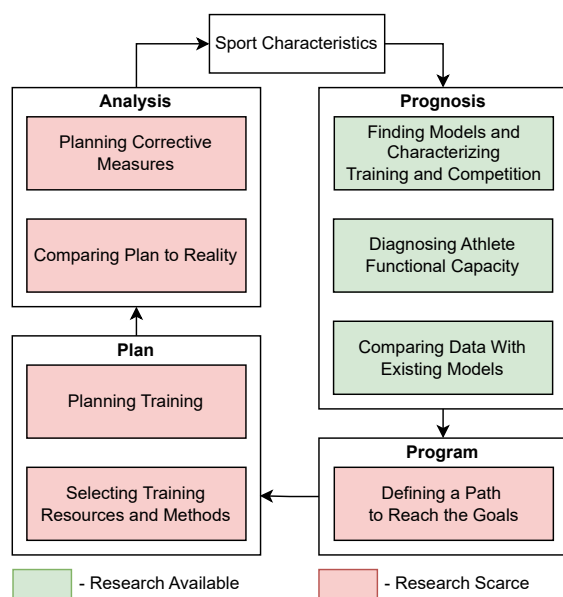 Sport Characteristics
Analysis
Planning Corrective
Measures
Comparing Plan to Reality
Prognosis
Finding Models and
Characterizing
Training and Competition
Diagnosing Athlete
Functional Capacity
Comparing Data With
Existing Models
Plan
Planning Training
Selecting Training
Resources and Methods
Program
Defining a Path
to Reach the Goals
- Research Available
- Research Scarce